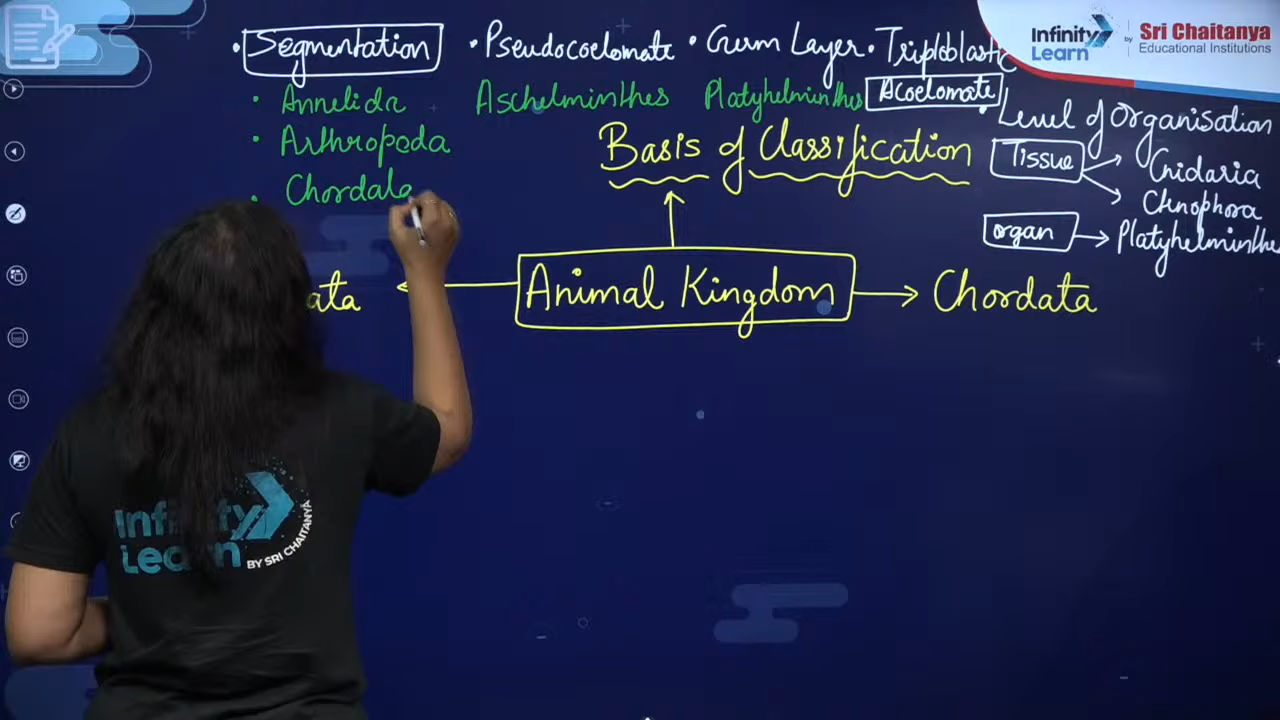 • Segmentation • Pseudocoelomate • Germ Layer • Triploblastic
• Annelida Aschelminthes Platyhelminthes Acoelomate
• Arthropoda
• Chordata
• Level of Organisation
Tissue Cnidaria
Ctenophora
organ Platyhelminthe
Basis of Classification
Animal Kingdom
ata
Chordata
Infinity Learn by Sri Chaitanya Educational Institutions
Infinity
Learn
BY SRI CHAITANYA